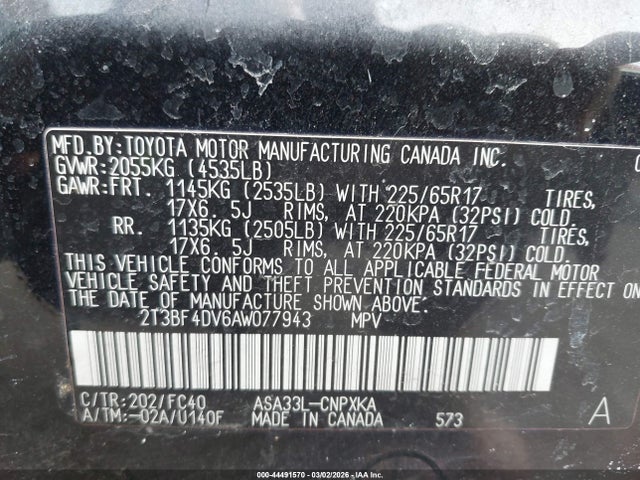 MFD.BY:TOYOTA MOTOR MANUFACTURING CANADA INC.
GVWR:2055KG (4535LB)
GAWR:FRT. 1145KG (2535LB) WITH 225/65R17 TIRES,
17X6. 5J RIMS, AT 220KPA (32PSI) COLD.
RR. 1135KG (2505LB) WITH 225/65R17 TIRES,
17X6. 5J RIMS, AT 220KPA (32PSI) COLD.
THIS VEHICLE CONFORMS TO ALL APPLICABLE FEDERAL MOTOR
VEHICLE SAFETY AND THEFT PREVENTION STANDARDS IN EFFECT ON
THE DATE OF MANUFACTURE SHOWN ABOVE.
2T3BF4DV6AW077943 MPV
C/TR:202/FC40 ASA33L-CNPXKA
A/TM:-02A/U140F MADE IN CANADA 573 A
000-44491570 - 03/02/2026 - IAA Inc.